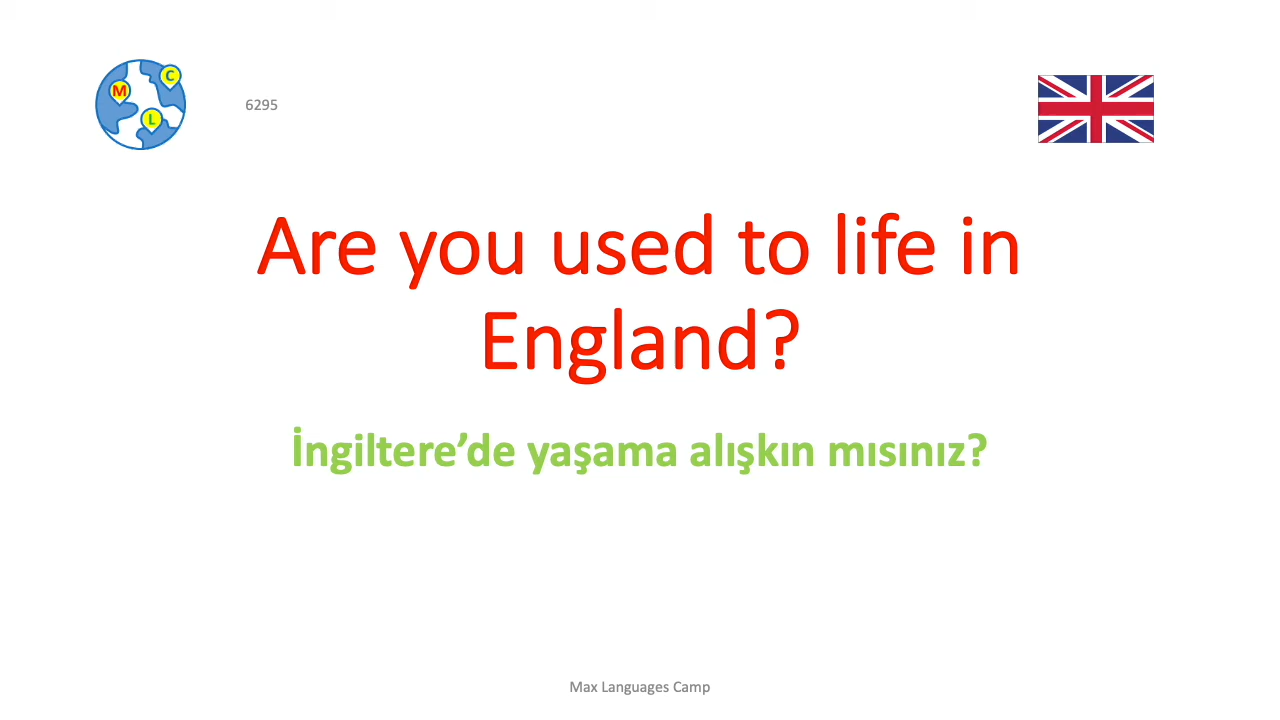 M
C
L
6295
Are you used to life in
England?
İngiltere’de yaşama alışkın mısınız?
Max Languages Camp